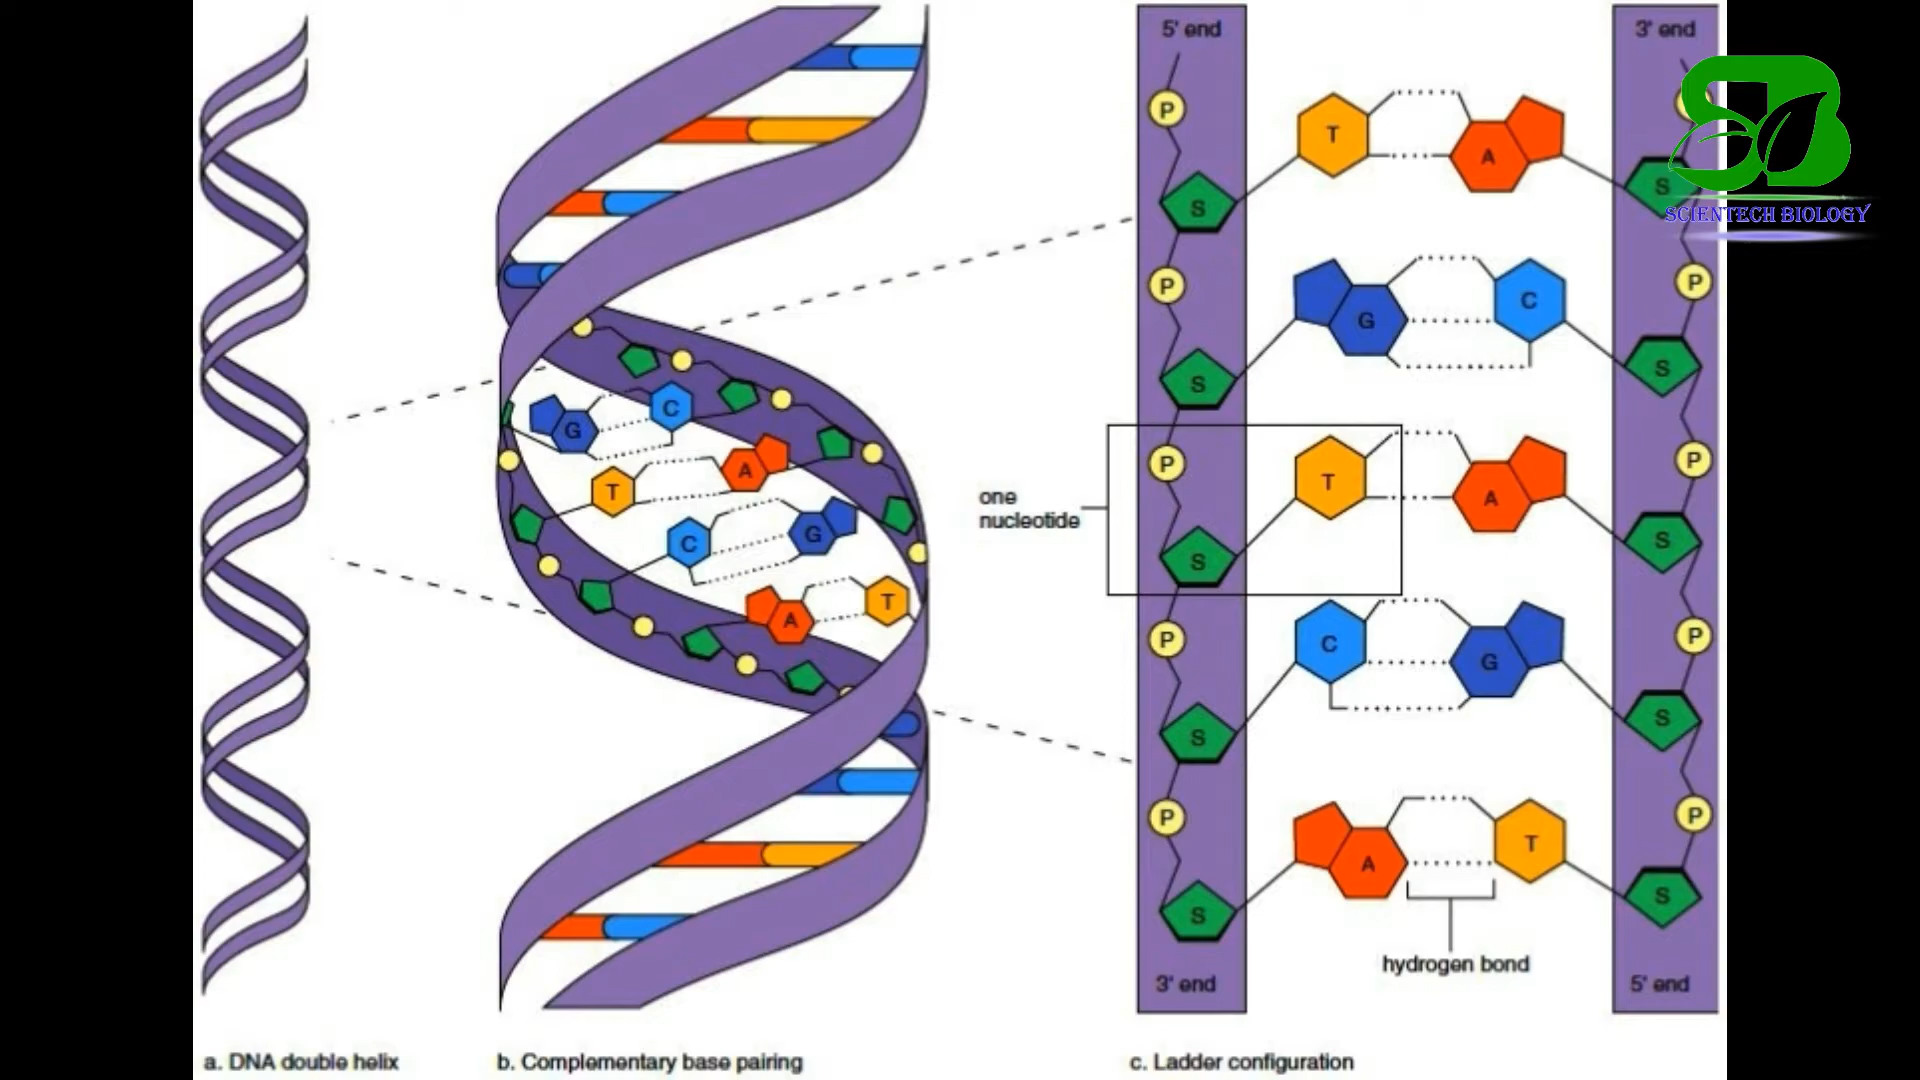 5' end
3' end
P
T
A
S
S
SCIENTECH BIOLOGY
P
G
C
P
S
S
G
C
T
A
C
G
A
T
one
nucleotide
P
T
A
P
S
S
P
C
G
P
S
S
P
A
T
P
S
S
hydrogen bond
3' end
5' end
a. DNA double helix
b. Complementary base pairing
c. Ladder configuration